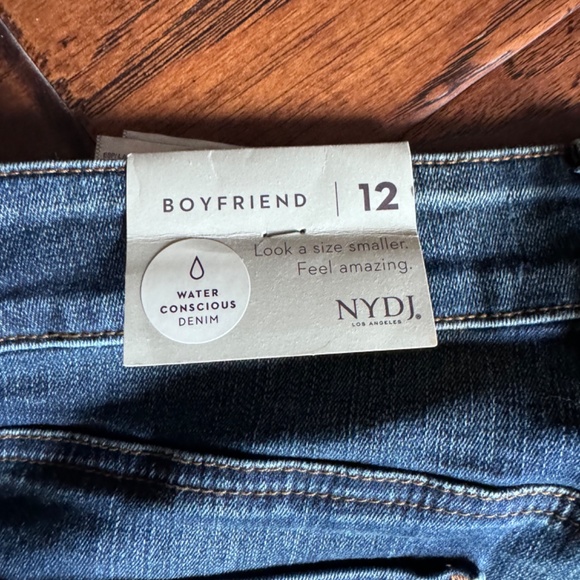 BOYFRIEND | 12
Look a size smaller.
Feel amazing.
WATER
CONSCIOUS
DENIM
NYDJ®
LOS ANGELES